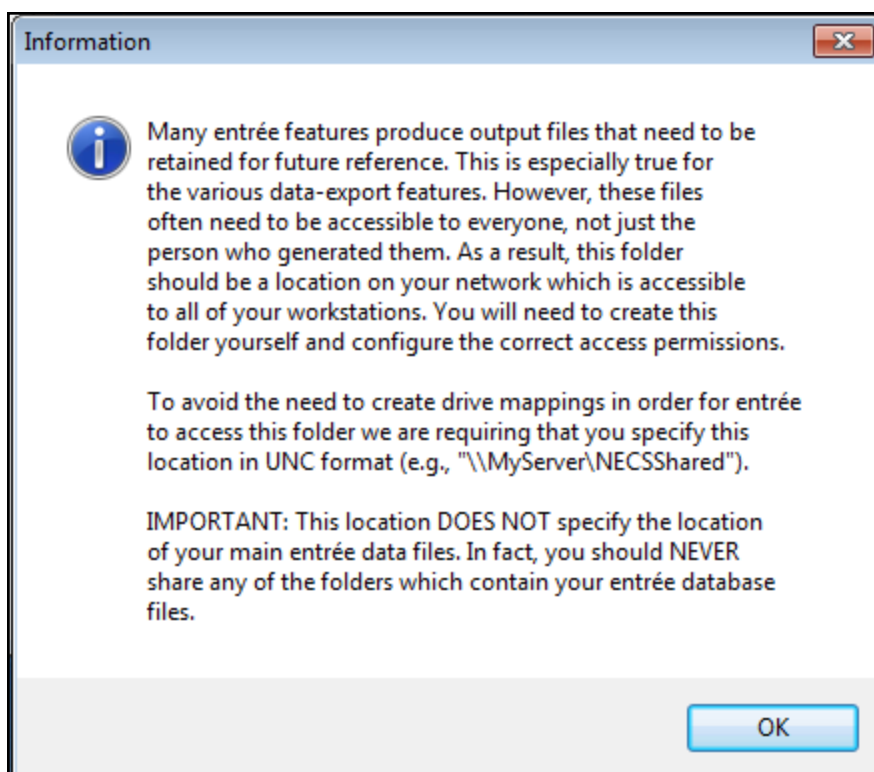 Information
Many entrée features produce output files that need to be
retained for future reference. This is especially true for
the various data-export features. However, these files
often need to be accessible to everyone, not just the
person who generated them. As a result, this folder
should be a location on your network which is accessible
to all of your workstations. You will need to create this
folder yourself and configure the correct access permissions.
To avoid the need to create drive mappings in order for entrée
to access this folder we are requiring that you specify this
location in UNC format (e.g., "\\MyServer\NECSShared").
IMPORTANT: This location DOES NOT specify the location
of your main entrée data files. In fact, you should NEVER
share any of the folders which contain your entrée database
files.
OK